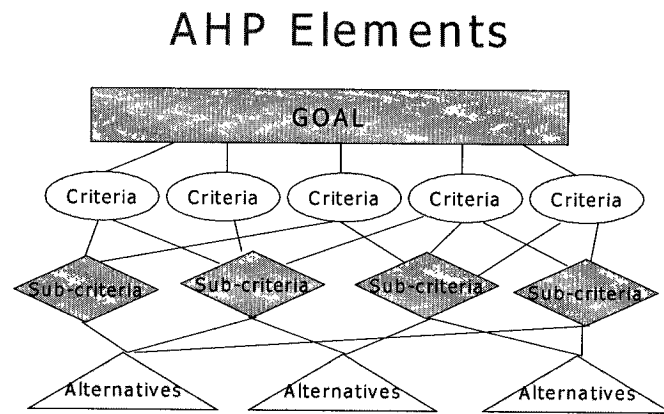 AHP Elements
GOAL
Criteria Criteria Criteria Criteria Criteria
Sub-criteria Sub-criteria Sub-criteria Sub-criteria
Alternatives Alternatives Alternatives